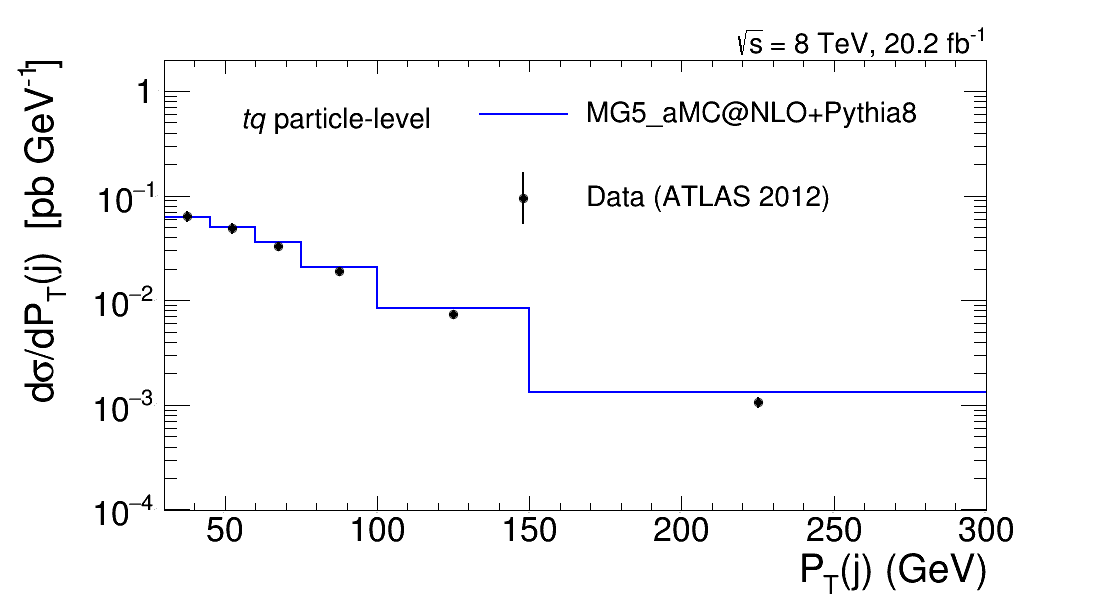 √s = 8 TeV, 20.2 fb⁻¹
dσ/dP_T(j) [pb GeV⁻¹]
1
tq particle-level
MG5_aMC@NLO+Pythia8
10⁻¹
Data (ATLAS 2012)
10⁻²
10⁻³
10⁻⁴
50 100 150 200 250 300
P_T(j) (GeV)